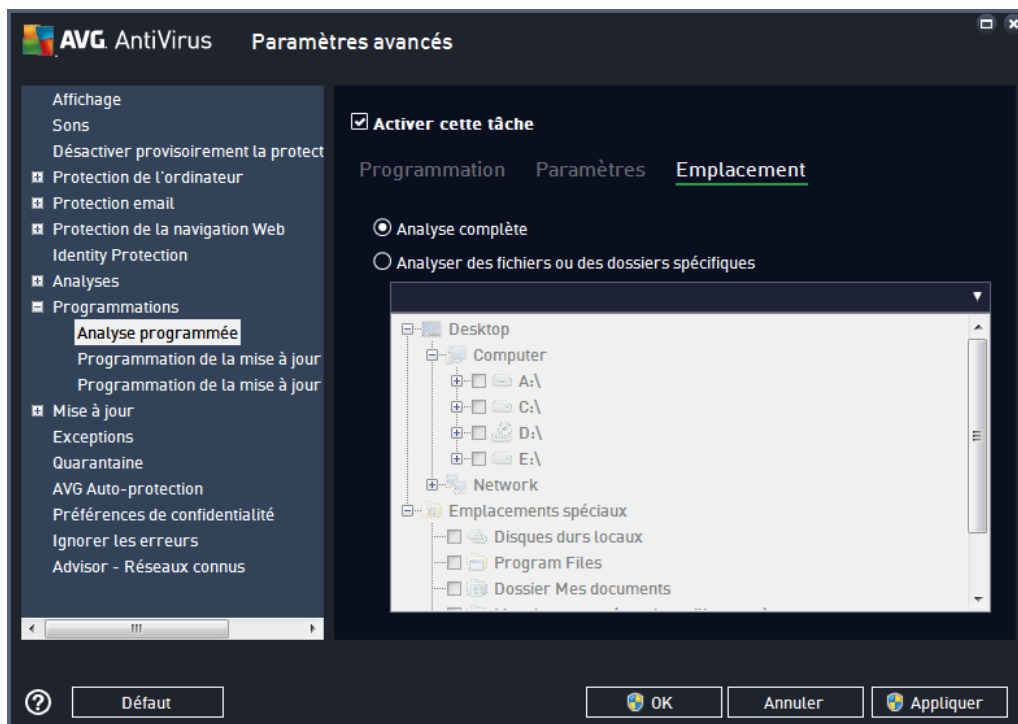 AVG. AntiVirus Paramètres avancés
Affichage
Sons
Désactiver provisoirement la protect
Protection de l'ordinateur
Protection email
Protection de la navigation Web
Identity Protection
Analyses
Programmations
Analyse programmée
Programmation de la mise à jour
Programmation de la mise à jour
Mise à jour
Exceptions
Quarantaine
AVG Auto-protection
Préférences de confidentialité
Ignorer les erreurs
Advisor - Réseaux connus
Activer cette tâche
Programmation Paramètres Emplacement
Analyse complète
Analyser des fichiers ou des dossiers spécifiques
Desktop
Computer
A:\
C:\
D:\
E:\
Network
Emplacements spéciaux
Disques durs locaux
Program Files
Dossier Mes documents
Défaut OK Annuler Appliquer